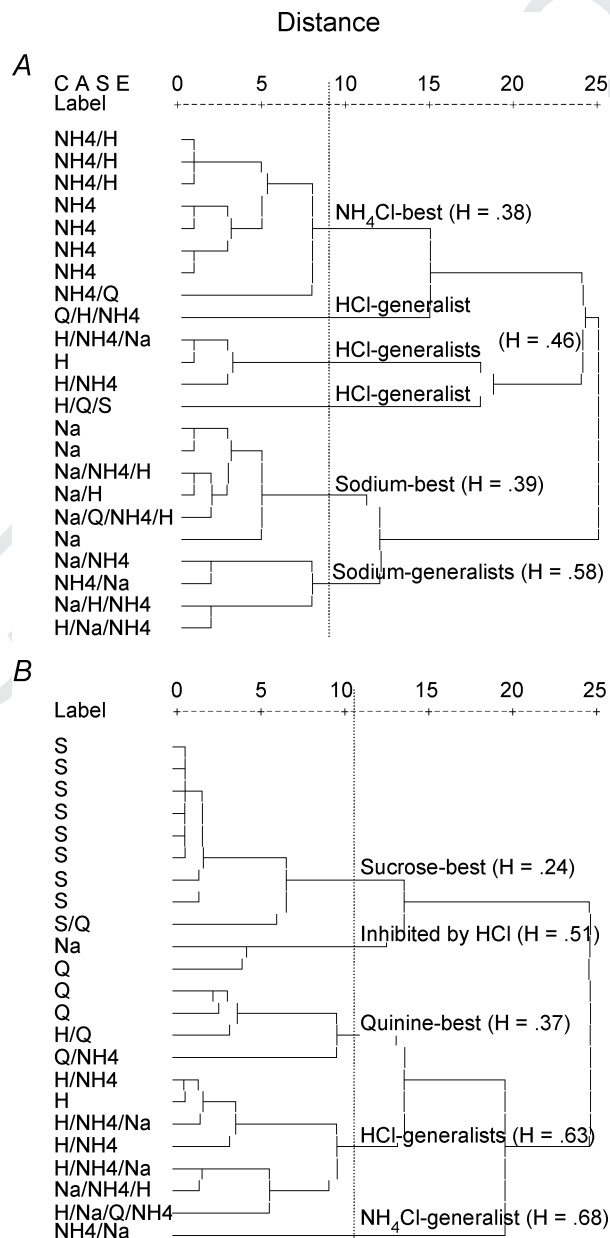 Distance
A
C A S E 0 5 10 15 20 25
Label
NH4/H
NH4/H
NH4/H
NH4 NH4Cl-best (H = .38)
NH4
NH4
NH4
NH4/Q
Q/H/NH4 HCl-generalist
H/NH4/Na (H = .46)
H HCl-generalists
H/NH4
H/Q/S HCl-generalist
Na
Na
Na/NH4/H
Na/H Sodium-best (H = .39)
Na/Q/NH4/H
Na
Na/NH4
NH4/Na Sodium-generalists (H = .58)
Na/H/NH4
H/Na/NH4
B
0 5 10 15 20 25
Label
S
S
S
S
S
S
S Sucrose-best (H = .24)
S
S/Q
Na Inhibited by HCl (H = .51)
Q
Q
Q
H/Q Quinine-best (H = .37)
Q/NH4
H/NH4
H
H/NH4/Na
H/NH4 HCl-generalists (H = .63)
H/NH4/Na
Na/NH4/H
H/Na/Q/NH4
NH4/Na NH4Cl-generalist (H = .68)